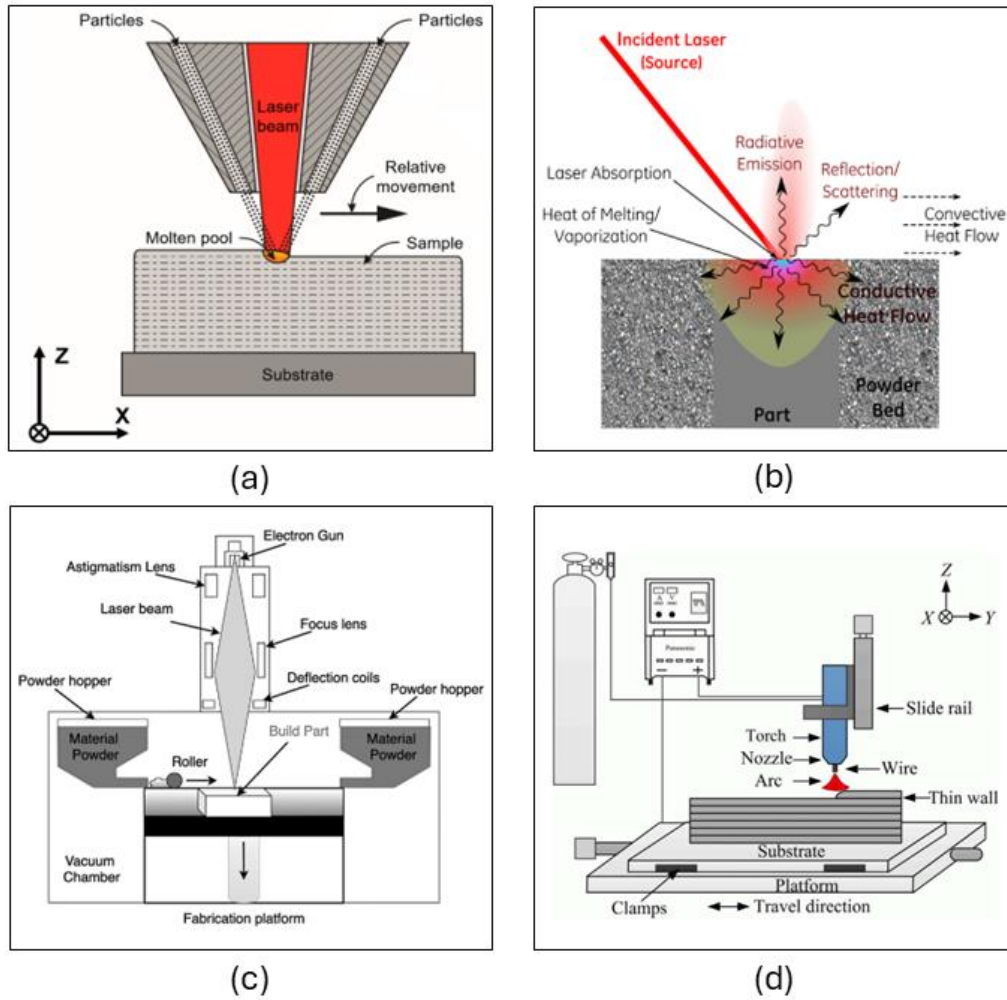 Particles
Particles
Laser
beam
Relative
movement
Molten pool
Sample
Substrate
Z
X
(a)
Incident Laser
(Source)
Radiative
Emission
Reflection/
Scattering
Laser Absorption
Heat of Melting/
Vaporization
Convective
Heat Flow
Conductive
Heat Flow
Part
Powder
Bed
(b)
Electron Gun
Astigmatism Lens
Laser beam
Focus lens
Deflection coils
Powder hopper
Powder hopper
Build Part
Material
Powder
Roller
Material
Powder
Vacuum
Chamber
Fabrication platform
(c)
Z
X
Y
A
V
Panasonic
Slide rail
Torch
Nozzle
Wire
Arc
Thin wall
Substrate
Platform
Clamps
Travel direction
(d)